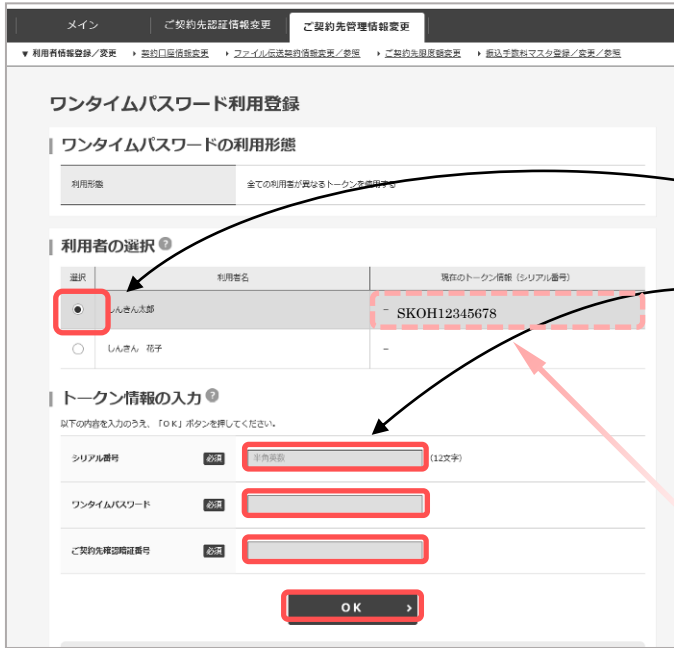 メイン ご契約先認証情報変更 ご契約先管理情報変更
▼ 利用者情報登録／変更 ・ 契約口座情報変更 ・ ファイル伝送契約情報変更／参照 ・ ご契約先限度額変更 ・ 振込手数料マスタ登録／変更／参照
ワンタイムパスワード利用登録
ワンタイムパスワードの利用形態
利用形態 全ての利用者が異なるトークンを使用する
利用者の選択 ?
選択 利用者名 現在のトークン情報（シリアル番号）
しんきん太郎 － SKOH12345678
しんきん 花子 －
トークン情報の入力 ?
以下の内容を入力のうえ、「ＯＫ」ボタンを押してください。
シリアル番号 必須 半角英数 (12文字)
ワンタイムパスワード 必須
ご契約先確認暗証番号 必須
ＯＫ ›